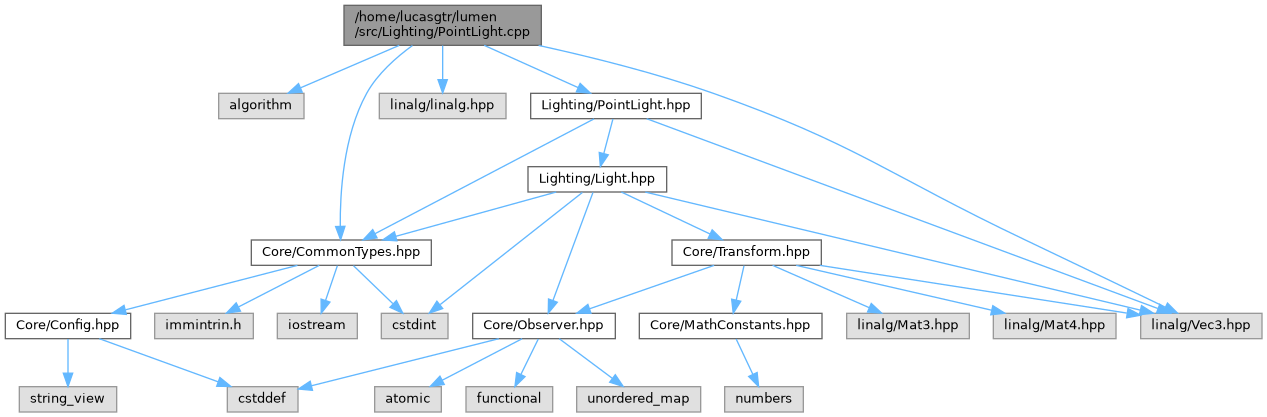 /home/lucasgtr/lumen
/src/Lighting/PointLight.cpp
algorithm
linalg/linalg.hpp
Lighting/PointLight.hpp
Lighting/Light.hpp
Core/CommonTypes.hpp
Core/Transform.hpp
Core/Config.hpp
immintrin.h
iostream
cstdint
Core/Observer.hpp
Core/MathConstants.hpp
linalg/Mat3.hpp
linalg/Mat4.hpp
linalg/Vec3.hpp
string_view
cstddef
atomic
functional
unordered_map
numbers